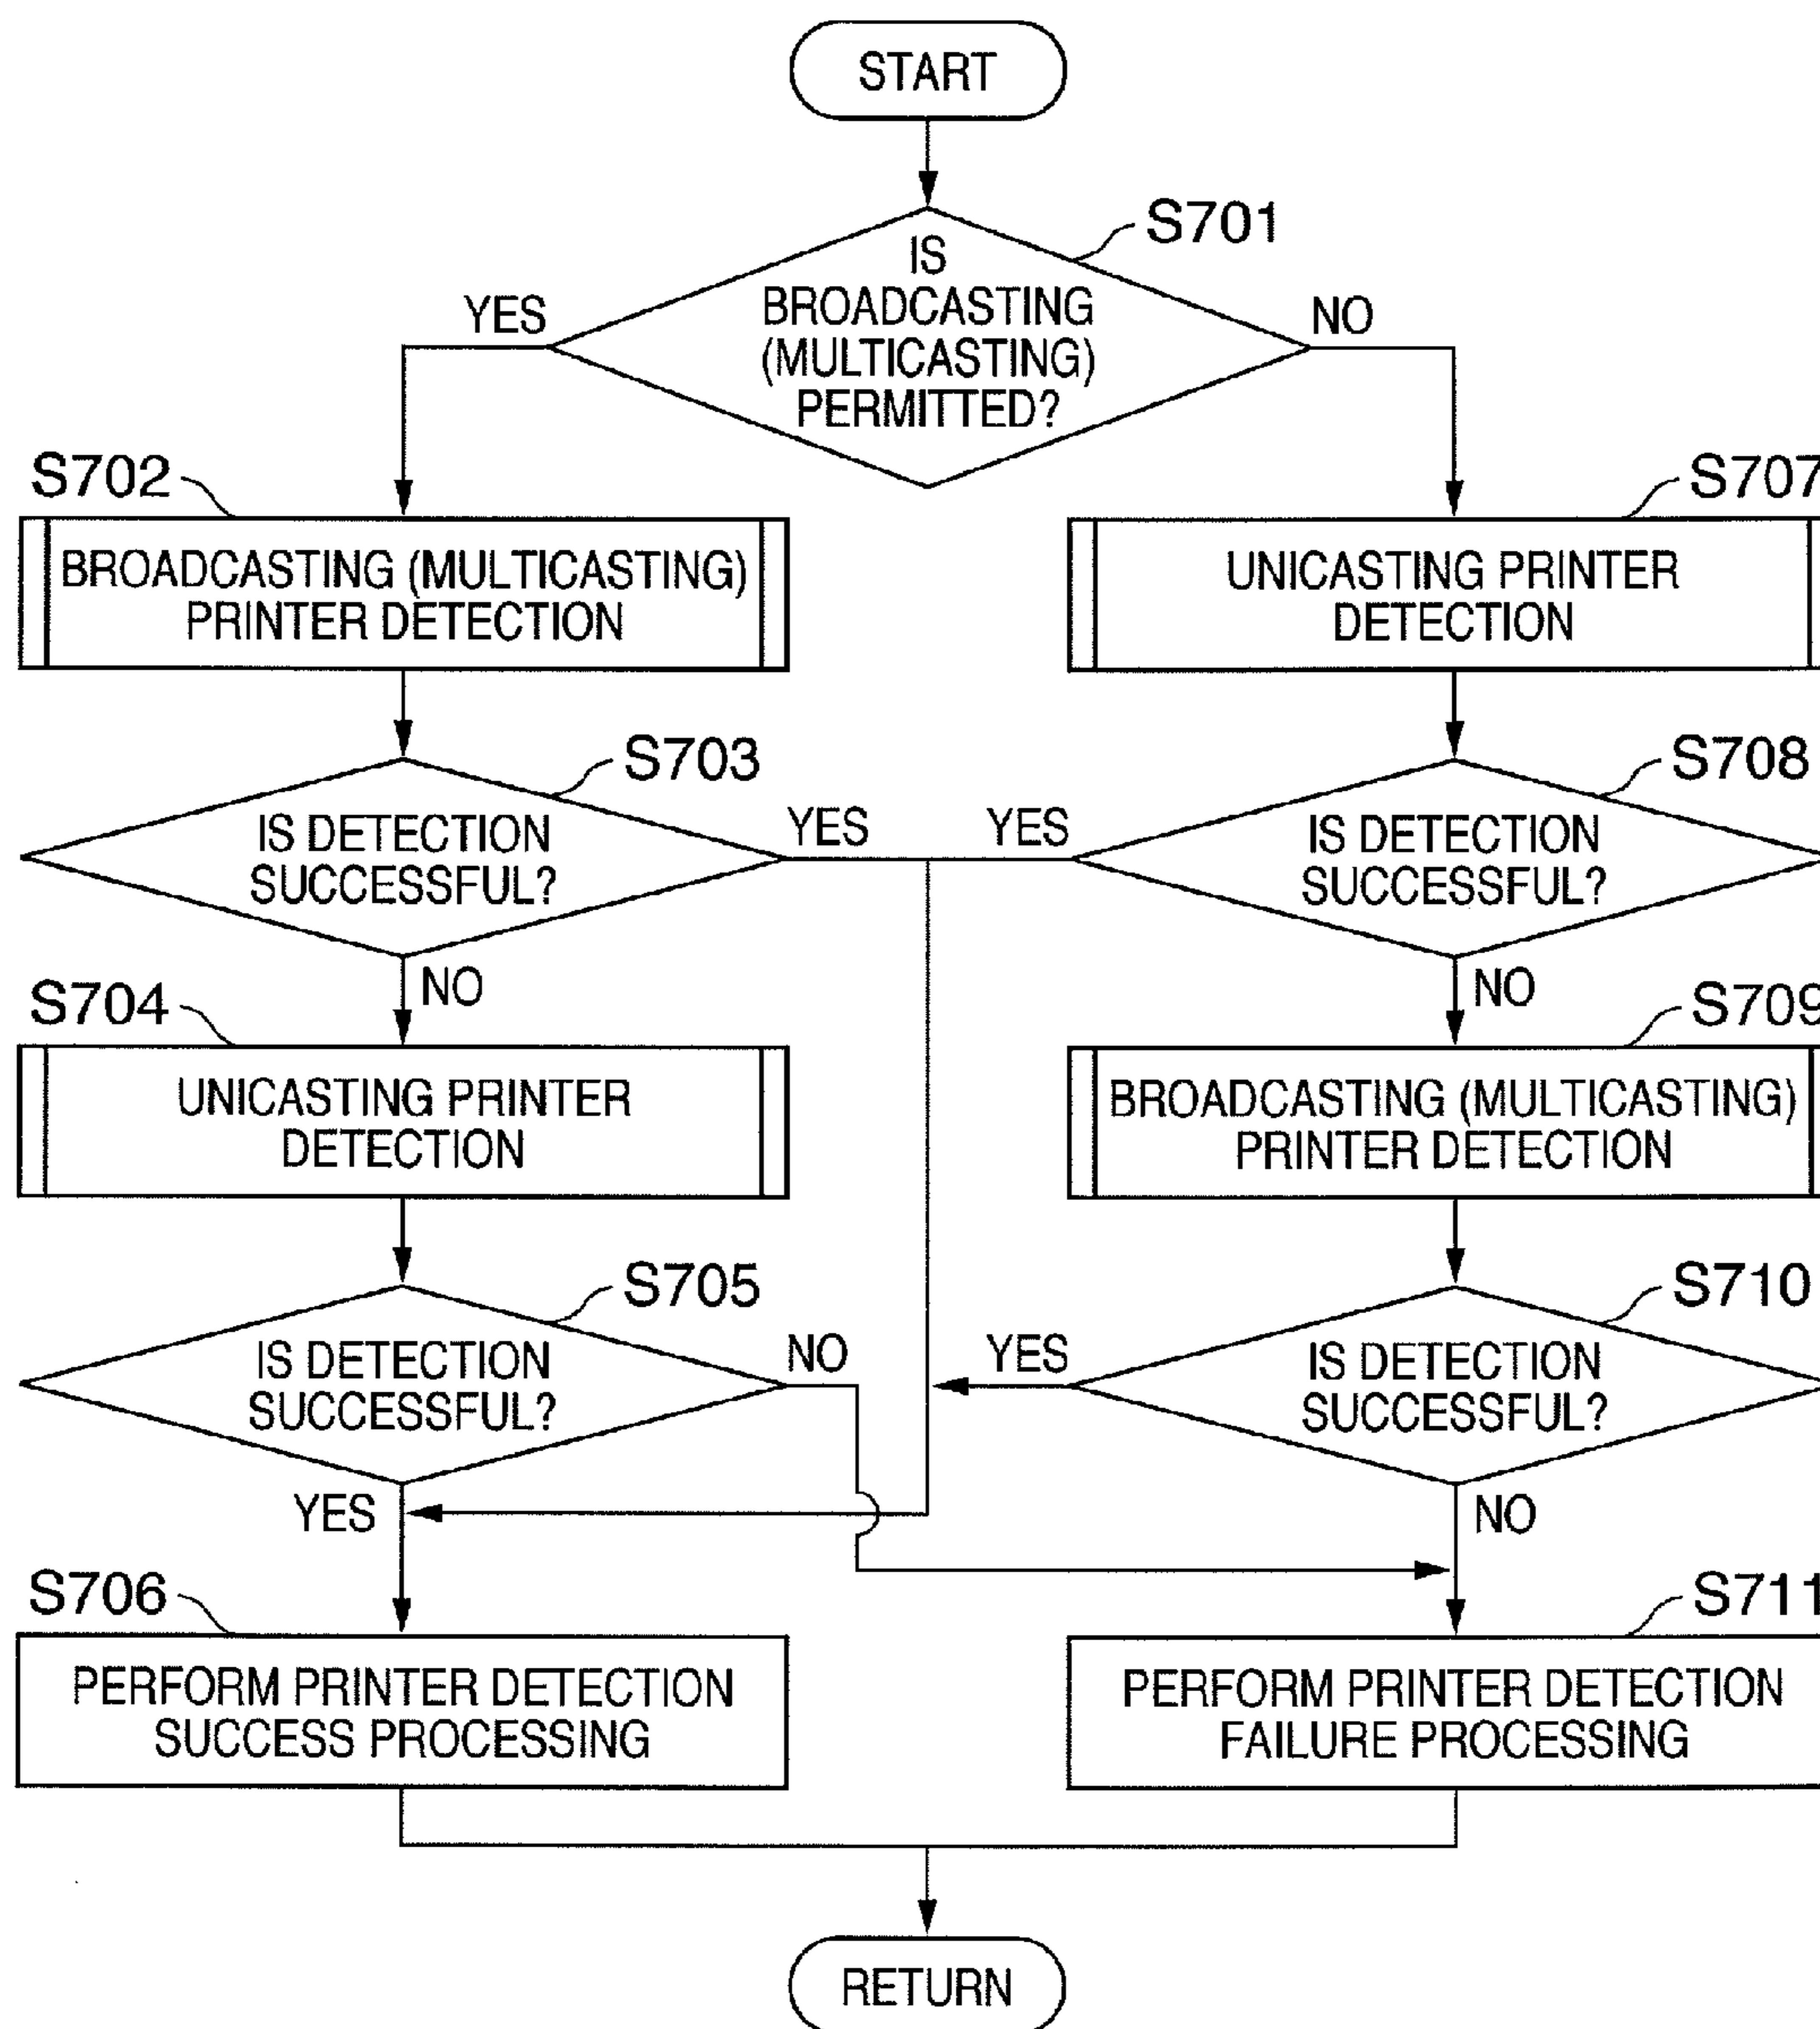 START
S701
IS
BROADCASTING
(MULTICASTING)
PERMITTED?
YES
NO
S702
BROADCASTING (MULTICASTING)
PRINTER DETECTION
S707
UNICASTING PRINTER
DETECTION
S703
IS DETECTION
SUCCESSFUL?
YES
NO
S708
IS DETECTION
SUCCESSFUL?
YES
NO
S704
UNICASTING PRINTER
DETECTION
S709
BROADCASTING (MULTICASTING)
PRINTER DETECTION
S705
IS DETECTION
SUCCESSFUL?
NO
YES
S710
IS DETECTION
SUCCESSFUL?
YES
NO
S706
PERFORM PRINTER DETECTION
SUCCESS PROCESSING
S711
PERFORM PRINTER DETECTION
FAILURE PROCESSING
RETURN